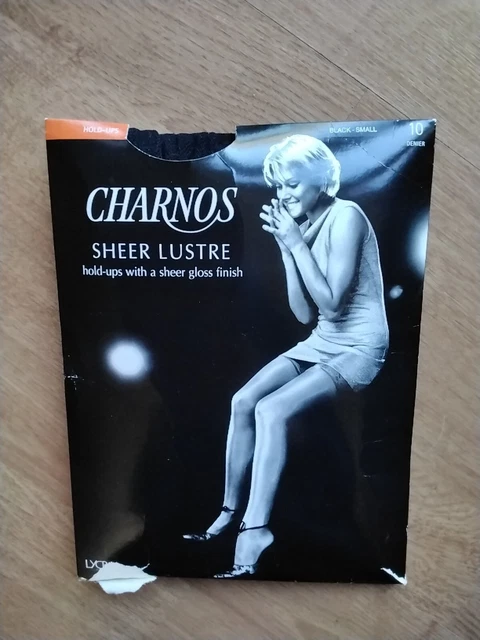 HOLD-UPS
BLACK - SMALL
10
DENIER
CHARNOS
SHEER LUSTRE
hold-ups with a sheer gloss finish